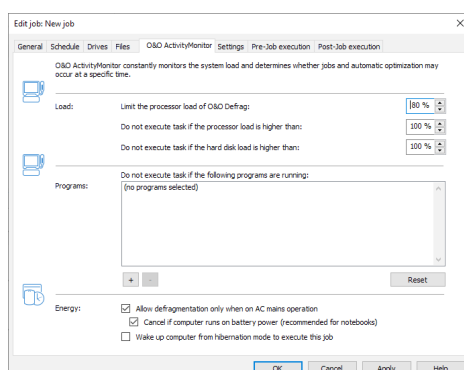 Edit job: New job
General Schedule Drives Files O&O ActivityMonitor Settings Pre-Job execution Post-Job execution
O&O ActivityMonitor constantly monitors the system load and determines whether jobs and automatic optimization may
occur at a specific time.
Load: Limit the processor load of O&O Defrag: 80 %
Do not execute task if the processor load is higher than: 100 %
Do not execute task if the hard disk load is higher than: 100 %
Do not execute task if the following programs are running:
Programs: (no programs selected)
+ - Reset
Energy: Allow defragmentation only when on AC mains operation
Cancel if computer runs on battery power (recommended for notebooks)
Wake up computer from hibernation mode to execute this job
OK Cancel Apply Help